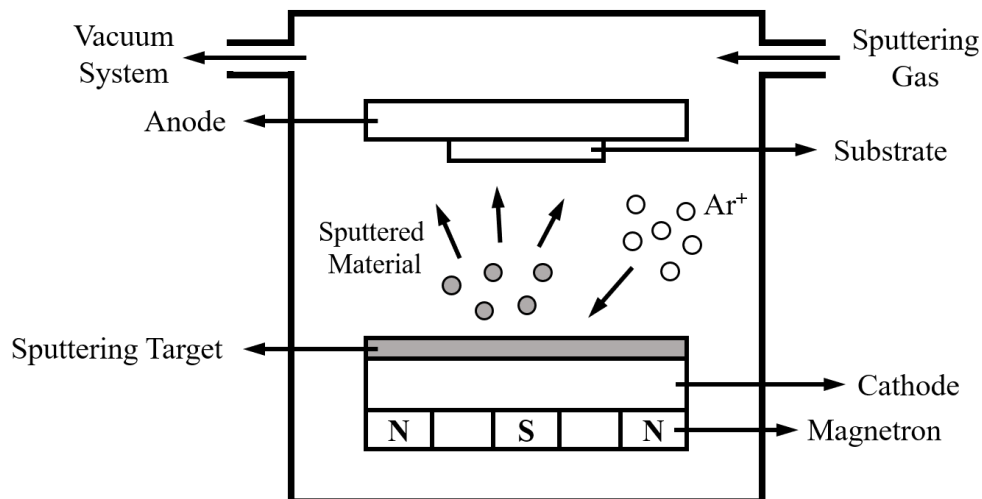 Vacuum
System
Sputtering
Gas
Anode
Substrate
Ar⁺
Sputtered
Material
Sputtering Target
Cathode
N S N
Magnetron